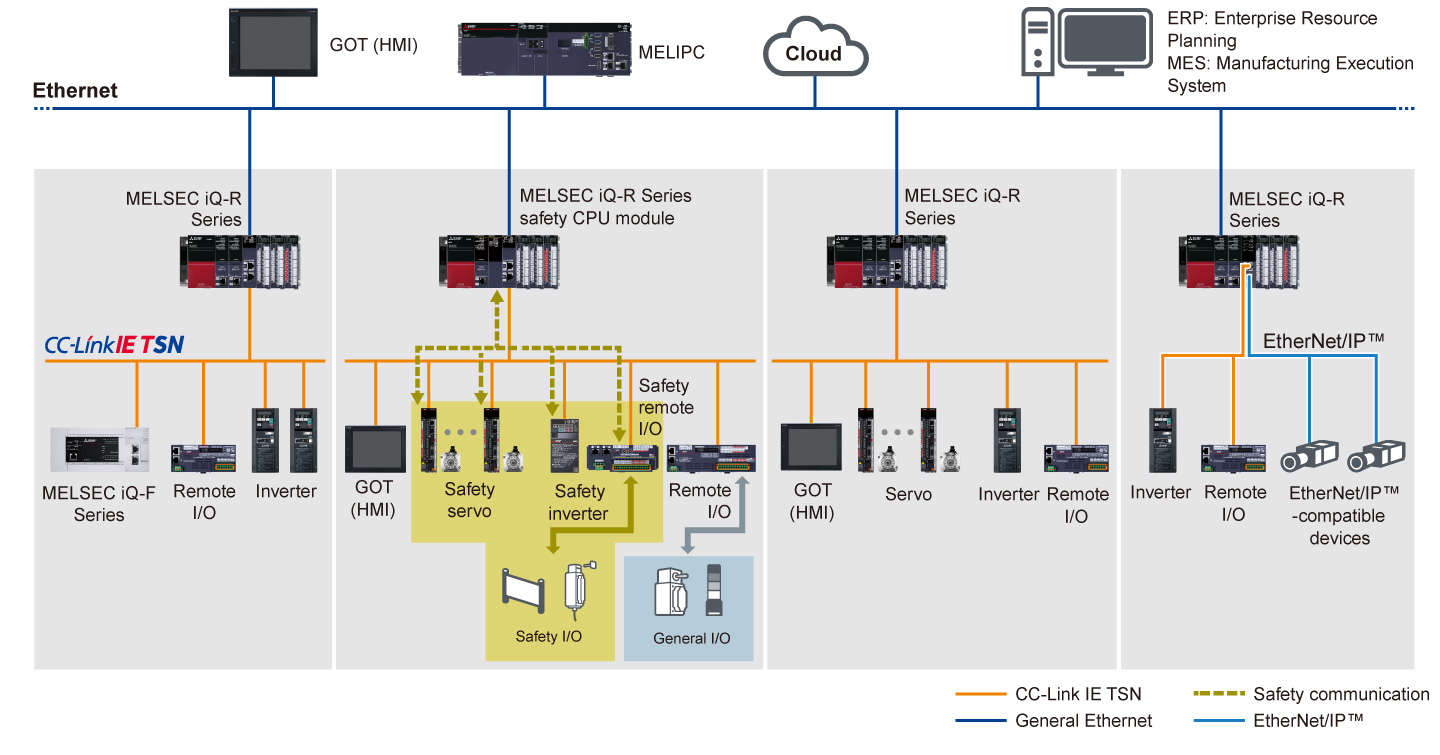 GOT (HMI)
MELIPC
Cloud
ERP: Enterprise Resource
Planning
MES: Manufacturing Execution
System
Ethernet
MELSEC iQ-R
Series
MELSEC iQ-R Series
safety CPU module
MELSEC iQ-R
Series
MELSEC iQ-R
Series
CC-Link IE TSN
EtherNet/IP™
Safety
remote
I/O
MELSEC iQ-F
Series
Remote
I/O
Inverter
GOT
(HMI)
Safety
servo
Safety
inverter
Remote
I/O
GOT
(HMI)
Servo
Inverter
Remote
I/O
Inverter
Remote
I/O
EtherNet/IP™
-compatible
devices
Safety I/O
General I/O
CC-Link IE TSN
Safety communication
General Ethernet
EtherNet/IP™